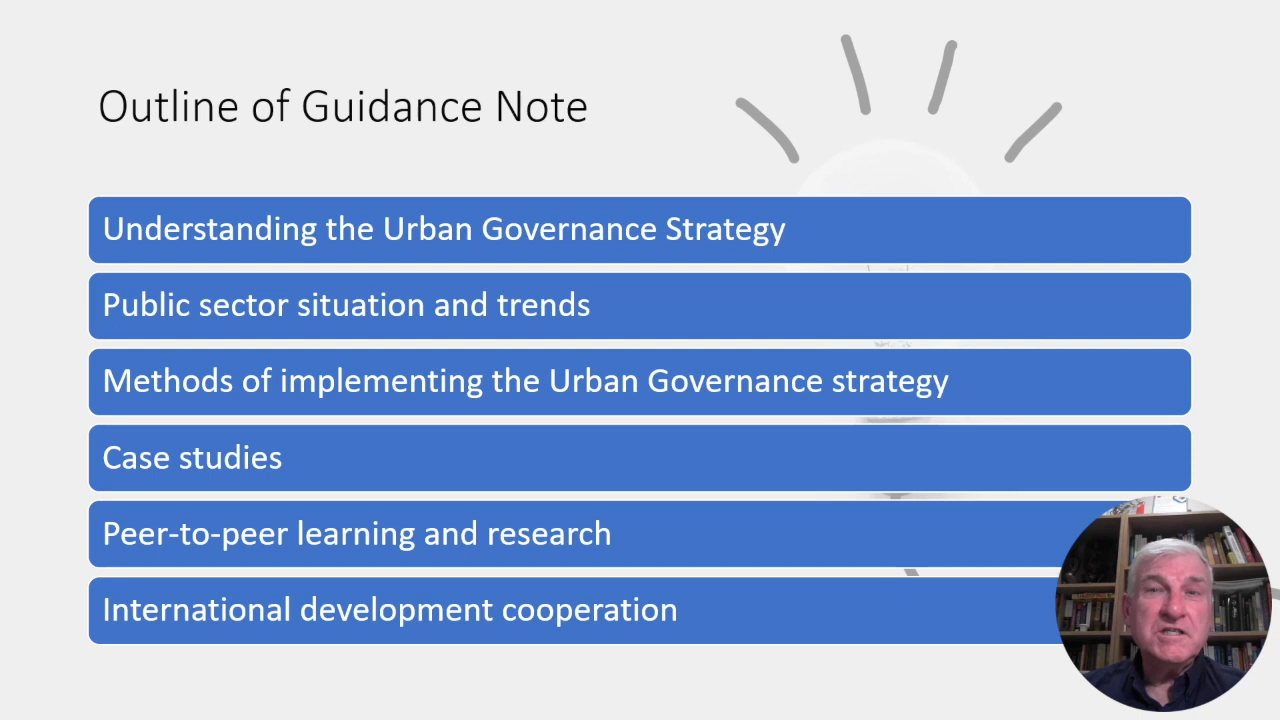 Outline of Guidance Note
Understanding the Urban Governance Strategy
Public sector situation and trends
Methods of implementing the Urban Governance strategy
Case studies
Peer-to-peer learning and research
International development cooperation